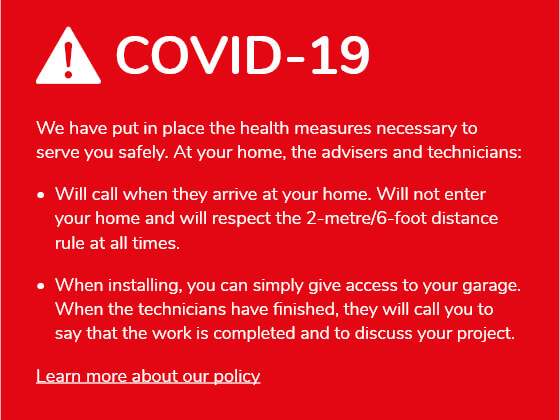 COVID-19
We have put in place the health measures necessary to
serve you safely. At your home, the advisers and technicians:
• Will call when they arrive at your home. Will not enter
your home and will respect the 2-metre/6-foot distance
rule at all times.
• When installing, you can simply give access to your garage.
When the technicians have finished, they will call you to
say that the work is completed and to discuss your project.
Learn more about our policy